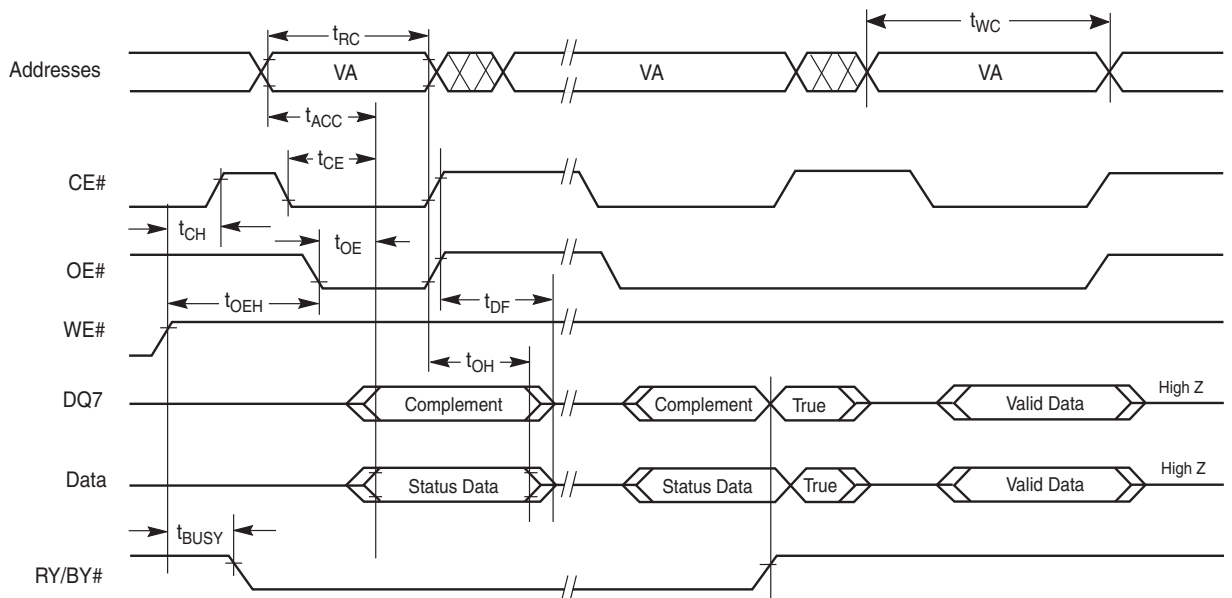 tRC
tWC
Addresses
VA
VA
VA
tACC
tCE
CE#
tCH
tOE
OE#
tOEH
tDF
WE#
tOH
DQ7
Complement
Complement
True
Valid Data
High Z
Data
Status Data
Status Data
True
Valid Data
High Z
tBUSY
RY/BY#